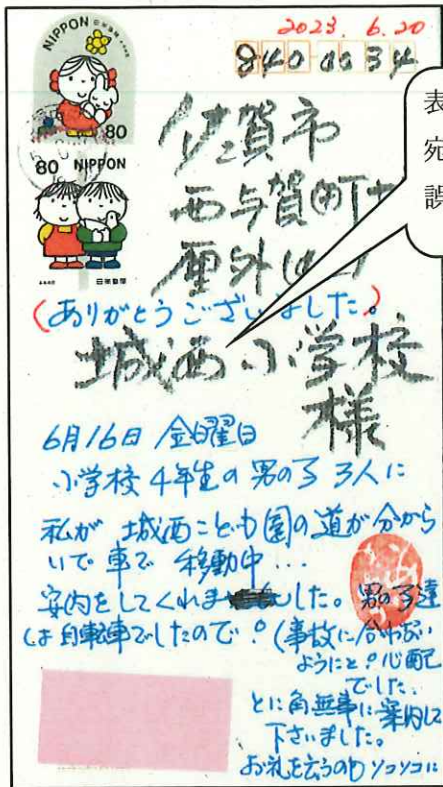 2023. 6.20
840 0034
NIPPON
80
80 NIPPON
佐賀市
西与賀町大
厘外
(ありがとうございました。)
城西小学校
様
6月16日 金曜日
小学校4年生の男の子3人に
私が 城西こども園の道が分から
いで車で 移動中...
案内をしてくれました。男の子達
は自転車でしたので!(事故に合わない
ようにと!心配
でした..
とに角無事に案内して
下さいました。
お礼を云うのもソコソコに
日本郵便
表
宛
誤